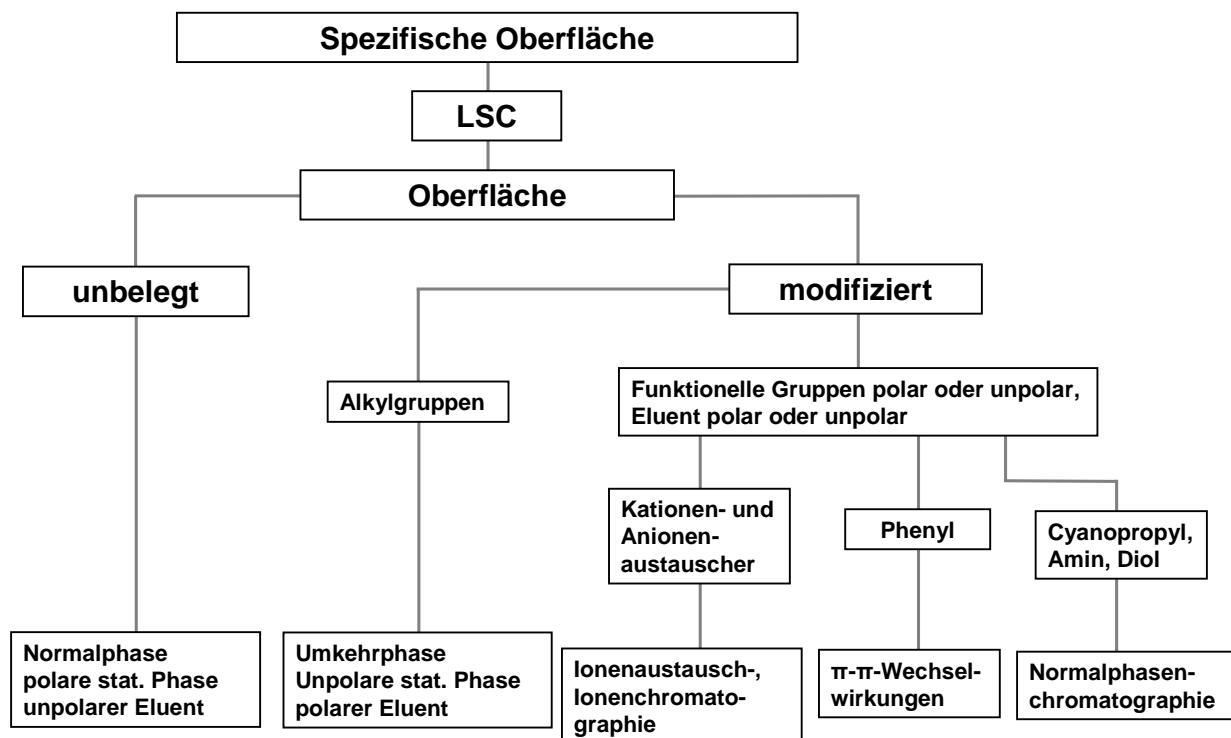 Spezifische Oberfläche
LSC
Oberfläche
unbelegt
modifiziert
Alkylgruppen
Funktionelle Gruppen polar oder unpolar,
Eluent polar oder unpolar
Kationen- und
Anionen-
austauscher
Phenyl
Cyanopropyl,
Amin, Diol
Normalphase
polare stat. Phase
unpolarer Eluent
Umkehrphase
Unpolare stat. Phase
polarer Eluent
Ionenaustausch-,
Ionenchromato-
graphie
π-π-Wechsel-
wirkungen
Normalphasen-
chromatographie